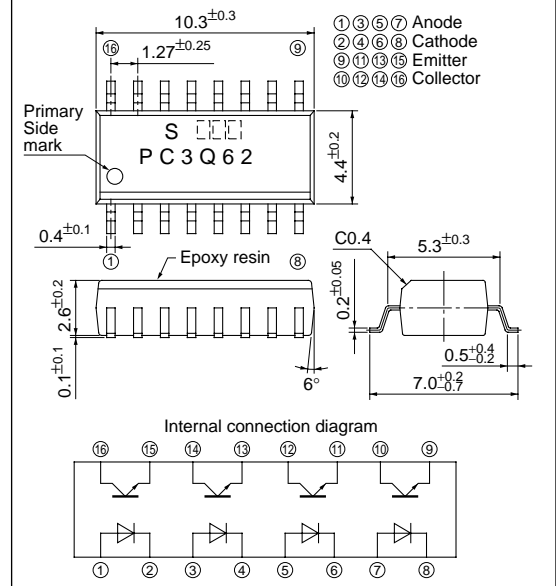 10.3±0.3
⑯ 1.27±0.25 ⑨
①③⑤⑦ Anode
②④⑥⑧ Cathode
⑨⑪⑬⑮ Emitter
⑩⑫⑭⑯ Collector
Primary
Side
mark
S
PC3Q62
4.4±0.2
0.4±0.1
① ⑧
Epoxy resin
C0.4
5.3±0.3
2.6±0.2
0.2±0.05
0.1±0.1
6°
0.5+0.4−0.2
7.0+0.2−0.7
Internal connection diagram
⑯ ⑮ ⑭ ⑬ ⑫ ⑪ ⑩ ⑨
① ② ③ ④ ⑤ ⑥ ⑦ ⑧